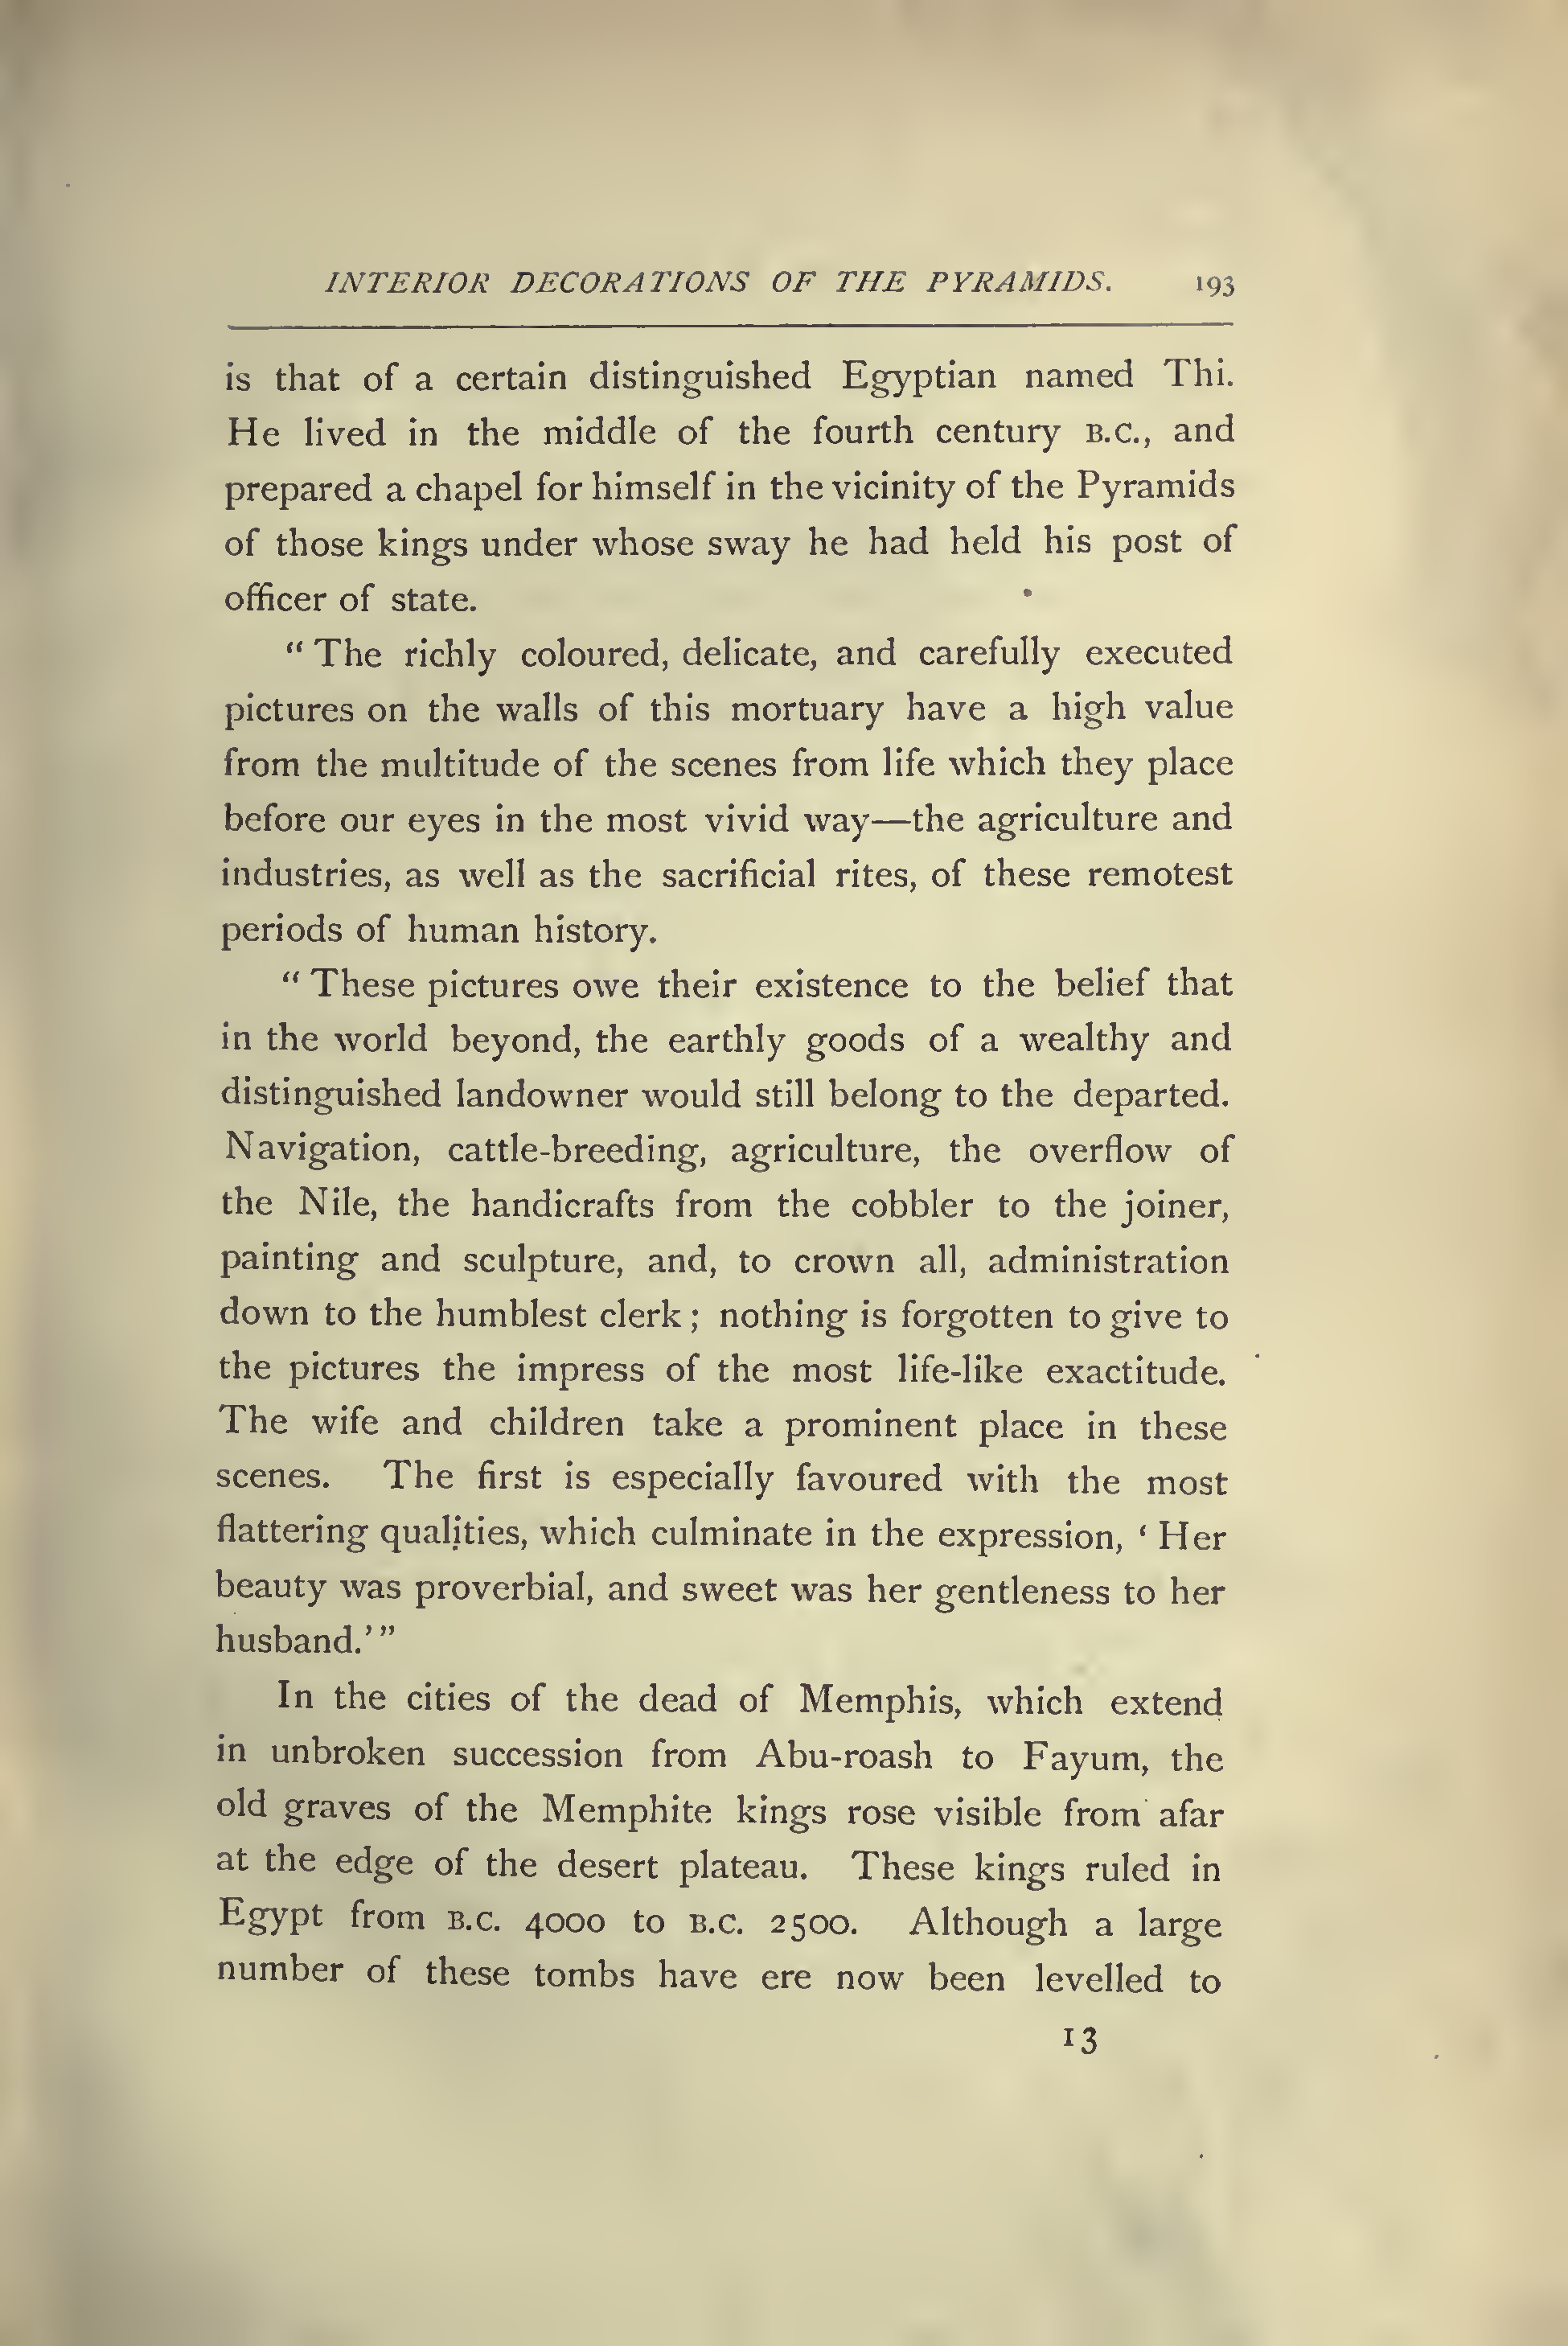 INTERIOR DECORATIONS OF THE PYRAMIDS. 193
is that of a certain distinguished Egyptian named Thi.
He lived in the middle of the fourth century B.C., and
prepared a chapel for himself in the vicinity of the Pyramids
of those kings under whose sway he had held his post of
officer of state.
“ The richly coloured, delicate, and carefully executed
pictures on the walls of this mortuary have a high value
from the multitude of the scenes from life which they place
before our eyes in the most vivid way—the agriculture and
industries, as well as the sacrificial rites, of these remotest
periods of human history.
“ These pictures owe their existence to the belief that
in the world beyond, the earthly goods of a wealthy and
distinguished landowner would still belong to the departed.
Navigation, cattle-breeding, agriculture, the overflow of
the Nile, the handicrafts from the cobbler to the joiner,
painting and sculpture, and, to crown all, administration
down to the humblest clerk ; nothing is forgotten to give to
the pictures the impress of the most life-like exactitude.
The wife and children take a prominent place in these
scenes. The first is especially favoured with the most
flattering qualities, which culminate in the expression, ‘ Her
beauty was proverbial, and sweet was her gentleness to her
husband.’ ”
In the cities of the dead of Memphis, which extend
in unbroken succession from Abu-roash to Fayum, the
old graves of the Memphite kings rose visible from afar
at the edge of the desert plateau. These kings ruled in
Egypt from B.C. 4000 to B.C. 2500. Although a large
number of these tombs have ere now been levelled to
13